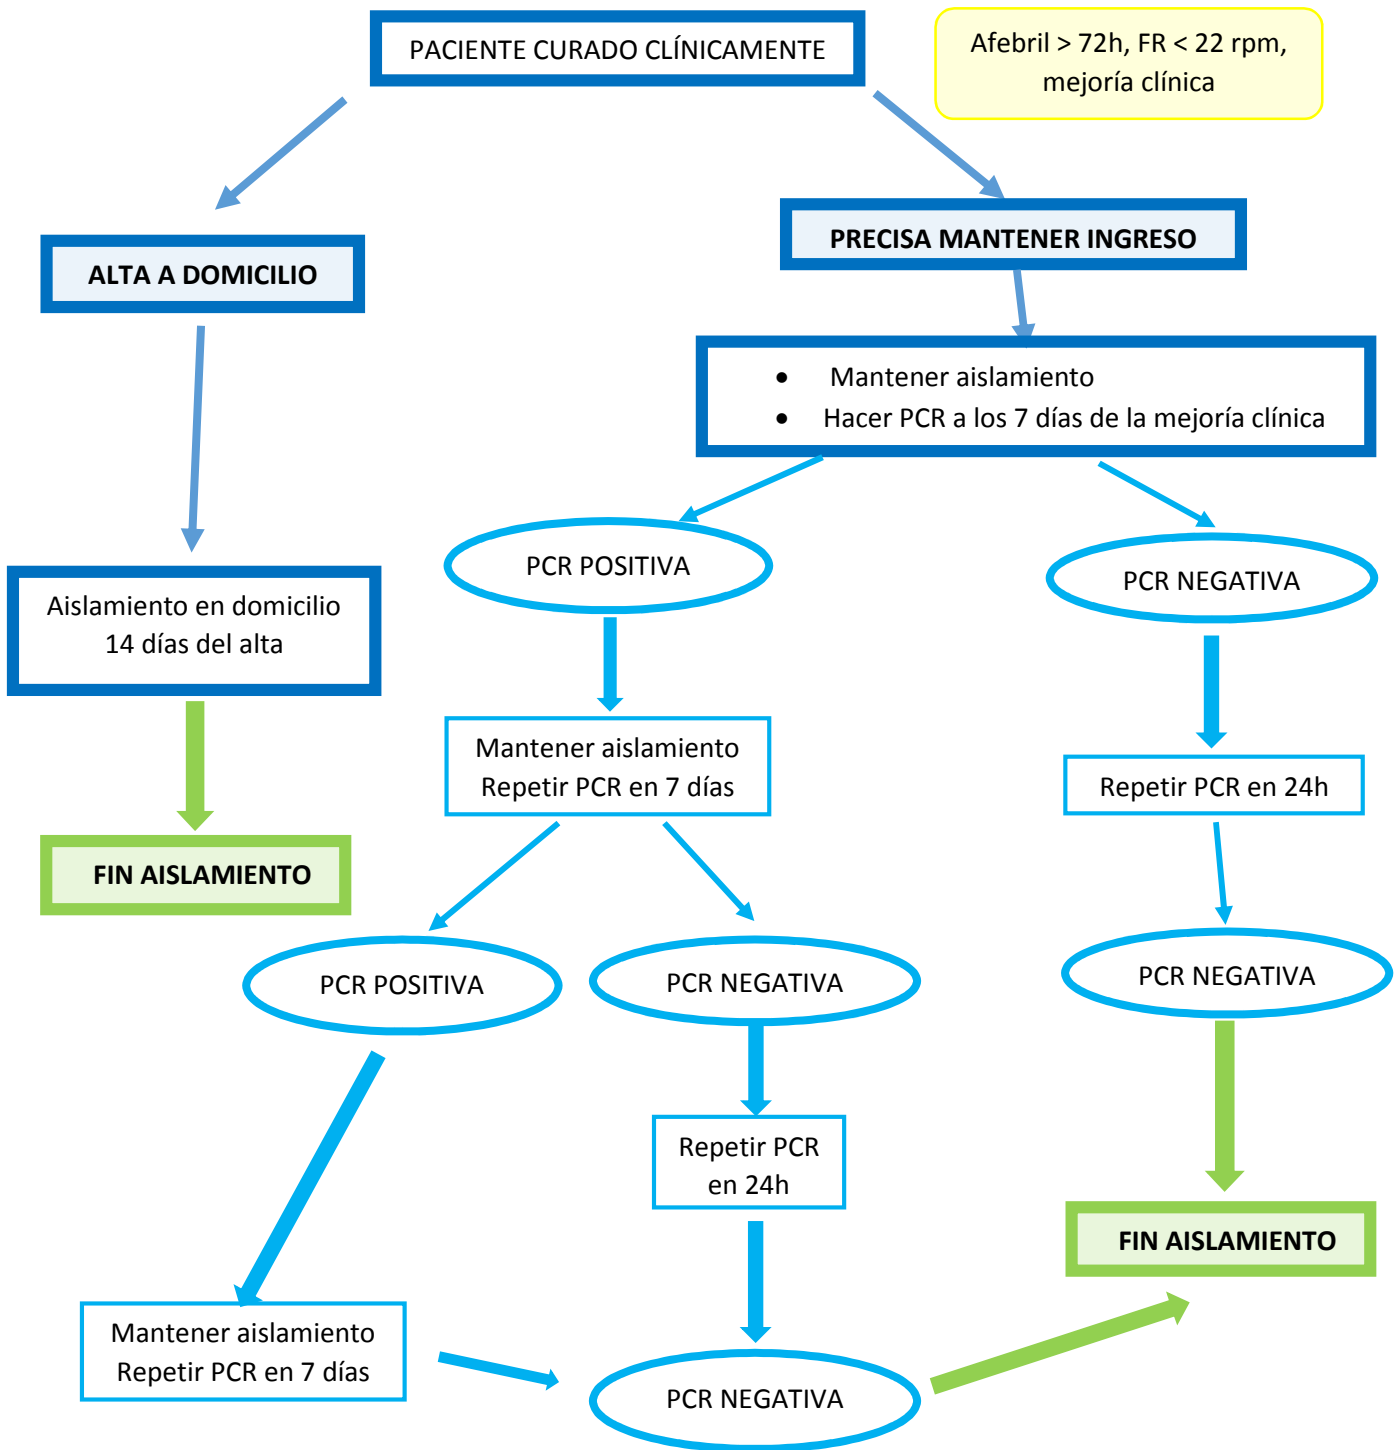 PACIENTE CURADO CLÍNICAMENTE
Afebril > 72h, FR < 22 rpm,
mejoría clínica
ALTA A DOMICILIO
PRECISA MANTENER INGRESO
• Mantener aislamiento
• Hacer PCR a los 7 días de la mejoría clínica
PCR POSITIVA
PCR NEGATIVA
Aislamiento en domicilio
14 días del alta
Mantener aislamiento
Repetir PCR en 7 días
Repetir PCR en 24h
FIN AISLAMIENTO
PCR POSITIVA
PCR NEGATIVA
PCR NEGATIVA
Repetir PCR
en 24h
FIN AISLAMIENTO
Mantener aislamiento
Repetir PCR en 7 días
PCR NEGATIVA